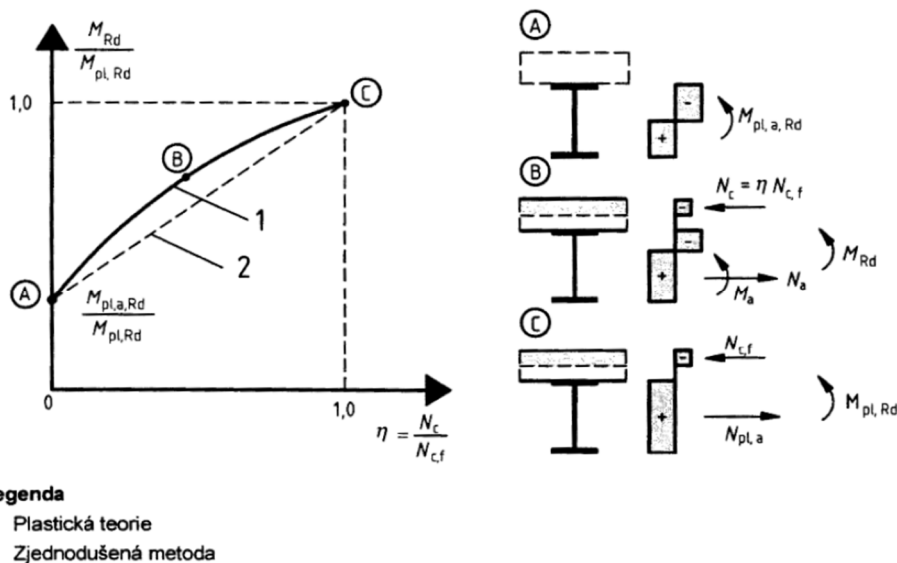 M_Rd / M_pl, Rd
1,0
C
B
1
2
A
M_pl,a,Rd / M_pl,Rd
0
1,0
η = N_c / N_c,f
A
-
+
M_pl, a, Rd
B
N_c = η N_c, f
-
-
+
M_a
N_a
M_Rd
C
N_c,f
-
+
N_pl, a
M_pl, Rd
egenda
Plastická teorie
Zjednodušená metoda